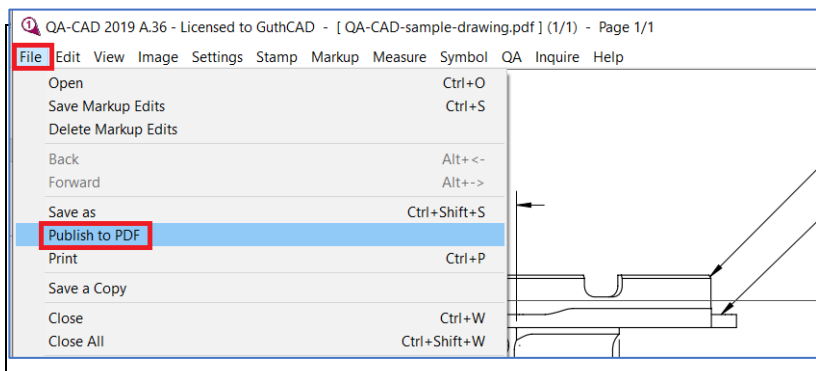 QA-CAD 2019 A.36 - Licensed to GuthCAD - [ QA-CAD-sample-drawing.pdf ] (1/1) - Page 1/1
File Edit View Image Settings Stamp Markup Measure Symbol QA Inquire Help
Open Ctrl+O
Save Markup Edits Ctrl+S
Delete Markup Edits
Back Alt+<-
Forward Alt+->
Save as Ctrl+Shift+S
Publish to PDF
Print Ctrl+P
Save a Copy
Close Ctrl+W
Close All Ctrl+Shift+W